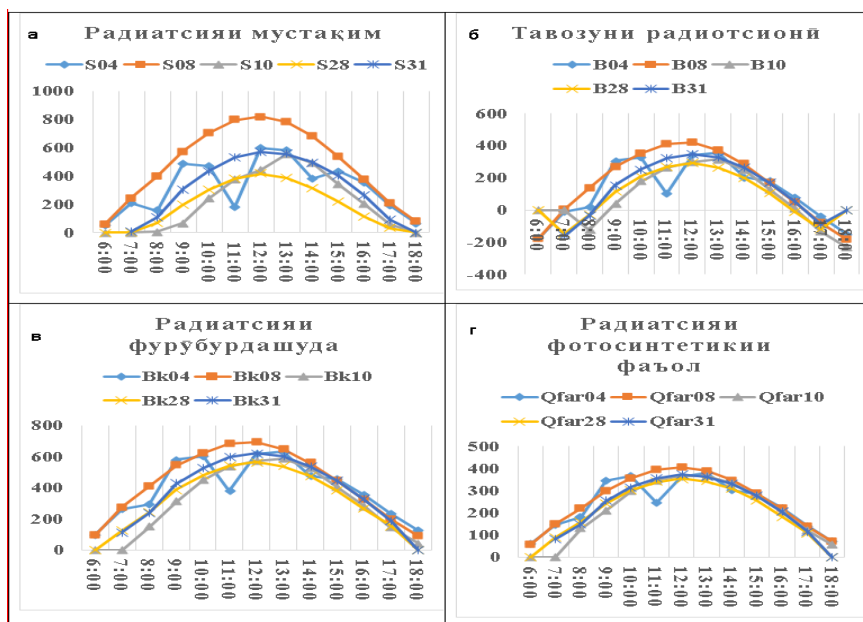 а
Радиатсияи мустақим
S04 S08 S10 S28 S31
1000
800
600
400
200
0
6:00 7:00 8:00 9:00 10:00 11:00 12:00 13:00 14:00 15:00 16:00 17:00 18:00
б
Тавозуни радиотсионӣ
B04 B08 B10
B28 B31
600
400
200
0
-200
-400
6:00 7:00 8:00 9:00 10:00 11:00 12:00 13:00 14:00 15:00 16:00 17:00 18:00
в
Радиатсияи
фурӯбурдашуда
Bk04 Bk08 Bk10
Bk28 Bk31
800
600
400
200
0
6:00 7:00 8:00 9:00 10:00 11:00 12:00 13:00 14:00 15:00 16:00 17:00 18:00
г
Радиатсияи
фотосинтетикии
фаъол
Qfar04 Qfar08 Qfar10
Qfar28 Qfar31
500
400
300
200
100
0
6:00 7:00 8:00 9:00 10:00 11:00 12:00 13:00 14:00 15:00 16:00 17:00 18:00